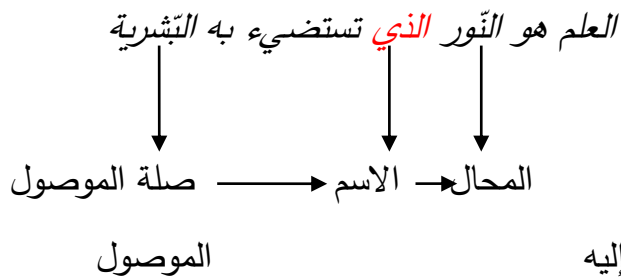 العلم هو النّور الذي تستضيء به البّشرية
المحال الاسم صلة الموصول
إليه الموصول